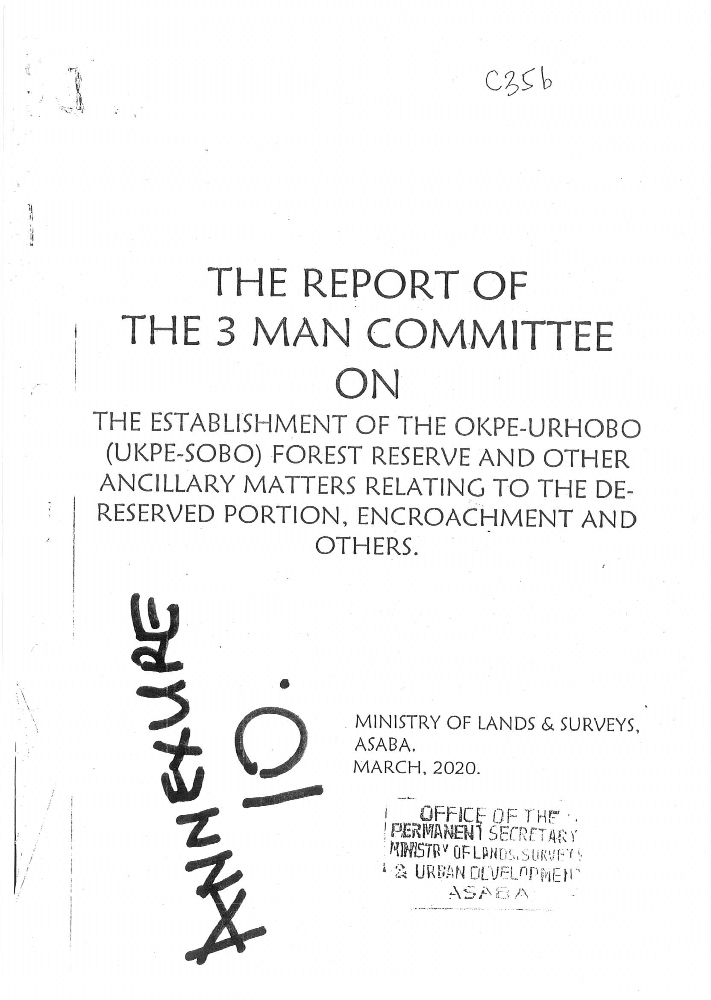 C35b
THE REPORT OF
THE 3 MAN COMMITTEE
ON
THE ESTABLISHMENT OF THE OKPE-URHOBO
(UKPE-SOBO) FOREST RESERVE AND OTHER
ANCILLARY MATTERS RELATING TO THE DE-
RESERVED PORTION, ENCROACHMENT AND
OTHERS.
ANNEXURE
10.
MINISTRY OF LANDS & SURVEYS,
ASABA.
MARCH, 2020.
OFFICE OF THE
PERMANENT SECRETARY
MINISTRY OF LANDS, SURVEYS
& URBAN DEVELOPMENT
ASABA